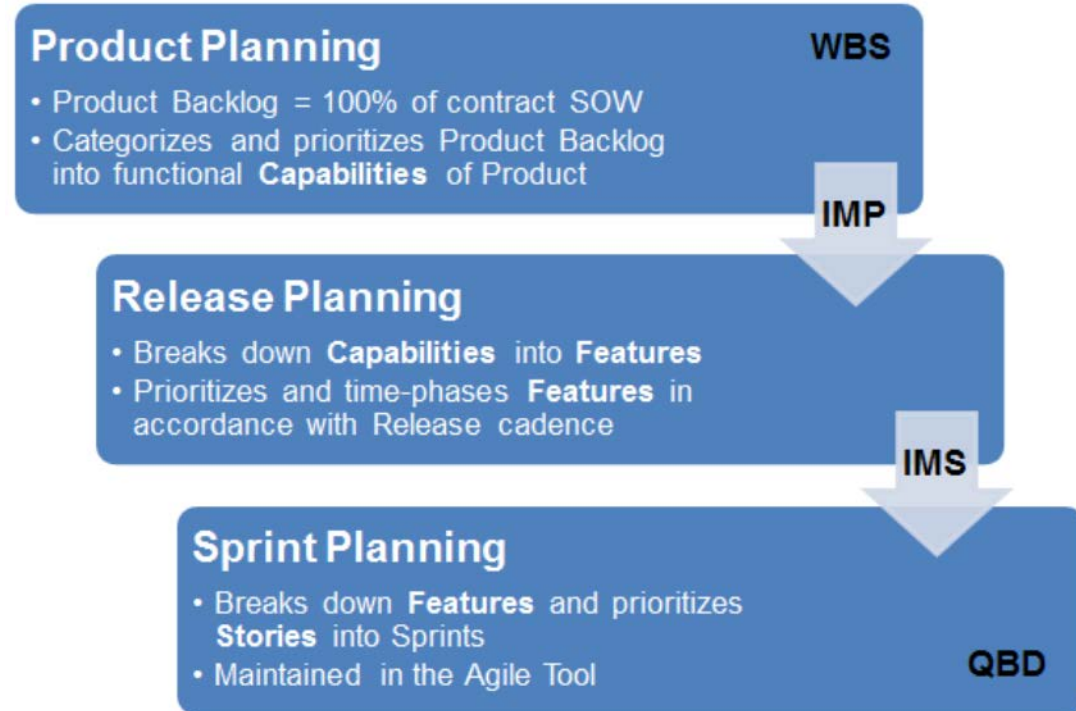 Product Planning
WBS
• Product Backlog = 100% of contract SOW
• Categorizes and prioritizes Product Backlog
into functional Capabilities of Product
IMP
Release Planning
• Breaks down Capabilities into Features
• Prioritizes and time-phases Features in
accordance with Release cadence
IMS
Sprint Planning
• Breaks down Features and prioritizes
Stories into Sprints
• Maintained in the Agile Tool
QBD